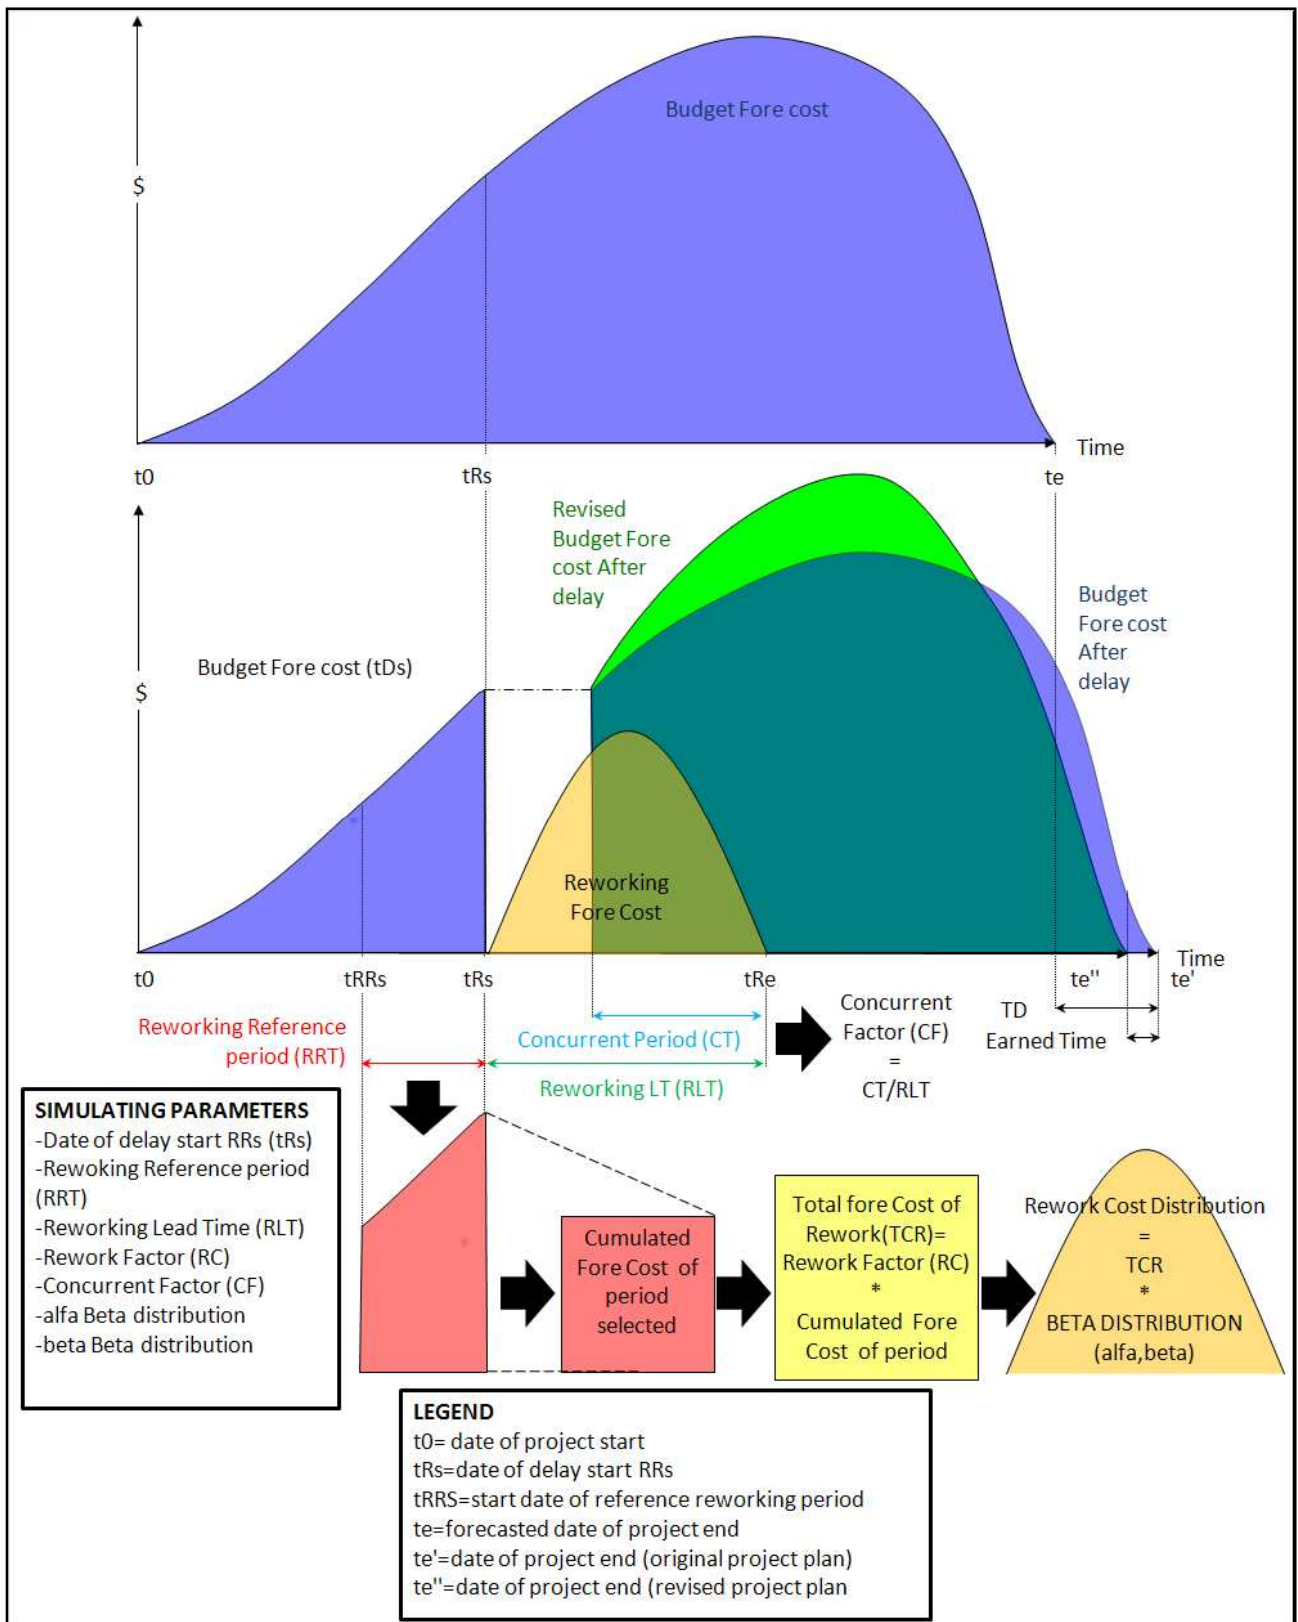 Budget Fore cost
$
Time
t0
tRs
te
Revised
Budget Fore
cost After
delay
Budget
Fore cost
After
delay
Budget Fore cost (tDs)
$
Reworking
Fore Cost
Time
t0
tRRs
tRs
tRe
te"
te'
Reworking Reference
period (RRT)
Concurrent Period (CT)
Reworking LT (RLT)
Concurrent
Factor (CF)
=
CT/RLT
TD
Earned Time
SIMULATING PARAMETERS
-Date of delay start RRs (tRs)
-Rewoking Reference period
(RRT)
-Reworking Lead Time (RLT)
-Rework Factor (RC)
-Concurrent Factor (CF)
-alfa Beta distribution
-beta Beta distribution
Cumulated
Fore Cost of
period
selected
Total fore Cost of
Rework(TCR)=
Rework Factor (RC)
*
Cumulated Fore
Cost of period
Rework Cost Distribution
=
TCR
*
BETA DISTRIBUTION
(alfa,beta)
LEGEND
t0= date of project start
tRs=date of delay start RRs
tRRS=start date of reference reworking period
te=forecasted date of project end
te'=date of project end (original project plan)
te"=date of project end (revised project plan